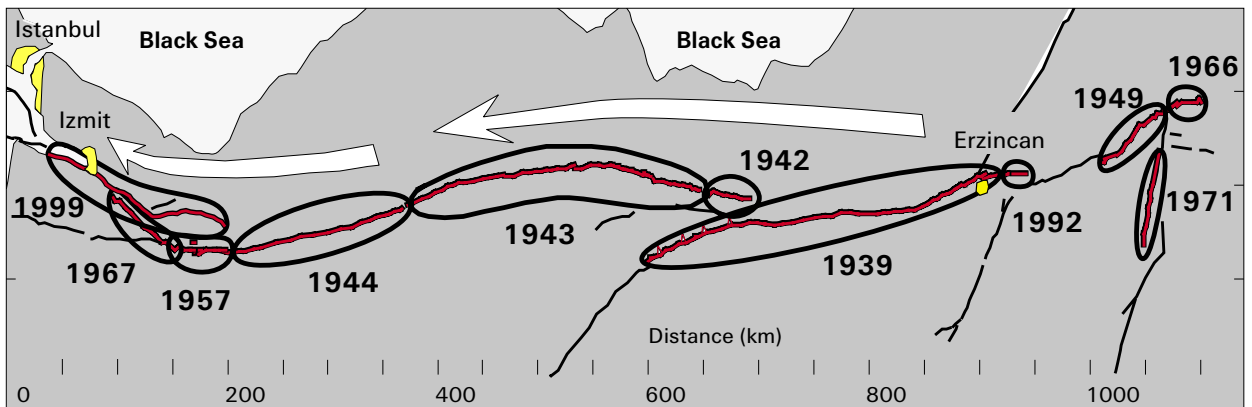 Istanbul
Black Sea
Black Sea
1966
1949
Izmit
Erzincan
1942
1999
1971
1943
1992
1967
1957
1944
1939
Distance (km)
0 200 400 600 800 1000